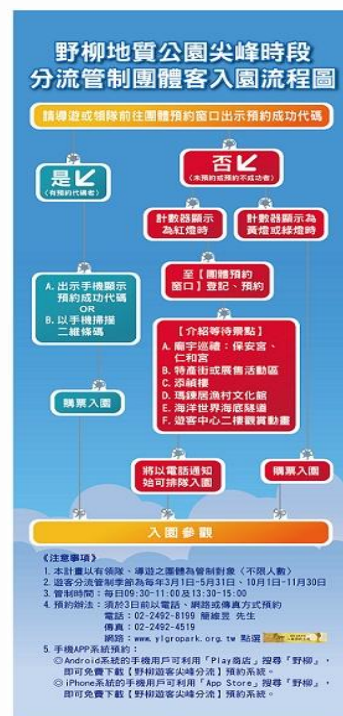 野柳地質公園尖峰時段
分流管制團體客入園流程圖
請導遊或領隊前往團體預約窗口出示預約成功代碼
是
(有預約代碼者)
否
(未預約或預約不成功者)
計數器顯示
為紅燈時
計數器顯示為
黃燈或綠燈時
A. 出示手機顯示
預約成功代碼
OR
B. 以手機掃描
二維條碼
至【團體預約
窗口】登記、預約
【介紹等待景點】
A. 廟宇巡禮:保安宮、
仁和宮
B. 特產街或展售活動區
C. 添禎樓
D. 瑪鋉居漁村文化館
E. 海洋世界海底隧道
F. 遊客中心二樓觀賞動畫
購票入園
將以電話通知
始可排隊入園
購票入園
入園參觀
《注意事項》
1. 本計畫以有領隊、導遊之團體為管制對象(不限人數)
2. 遊客分流管制季節為每年3月1日-5月31日、10月1日-11月30日
3. 管制時間:每日09:30-11:00及13:30-15:00
4. 預約辦法:須於3日前以電話、網路或傳真方式預約
電話:02-2492-8199 簡維昱 先生
傳真:02-2492-4519
網路:www.ylgropark.org.tw 點選
5. 手機APP系統預約:
◎Android系統的手機用戶可利用「Play商店」搜尋『野柳』,
即可免費下載【野柳遊客尖峰分流】預約系統。
◎iPhone系統的手機用戶可利用「App Store」搜尋『野柳』,
即可免費下載【野柳遊客尖峰分流】預約系統。